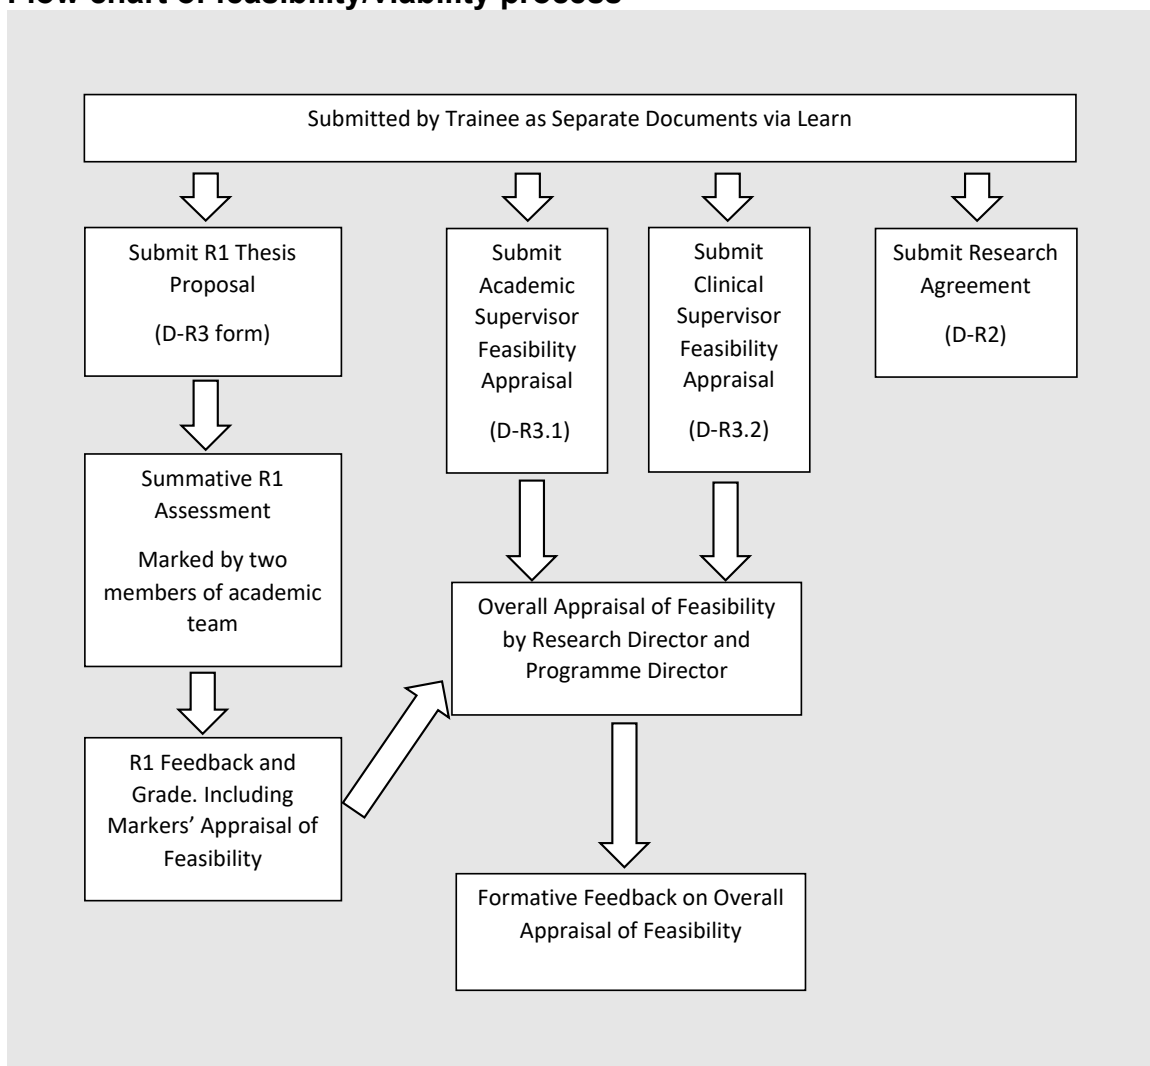 Flow chart of feasibility/viability process
Submitted by Trainee as Separate Documents via Learn
Submit R1 Thesis
Proposal
(D-R3 form)
Submit
Academic
Supervisor
Feasibility
Appraisal
(D-R3.1)
Submit
Clinical
Supervisor
Feasibility
Appraisal
(D-R3.2)
Submit Research
Agreement
(D-R2)
Summative R1
Assessment
Marked by two
members of academic
team
Overall Appraisal of Feasibility
by Research Director and
Programme Director
R1 Feedback and
Grade. Including
Markers’ Appraisal of
Feasibility
Formative Feedback on Overall
Appraisal of Feasibility